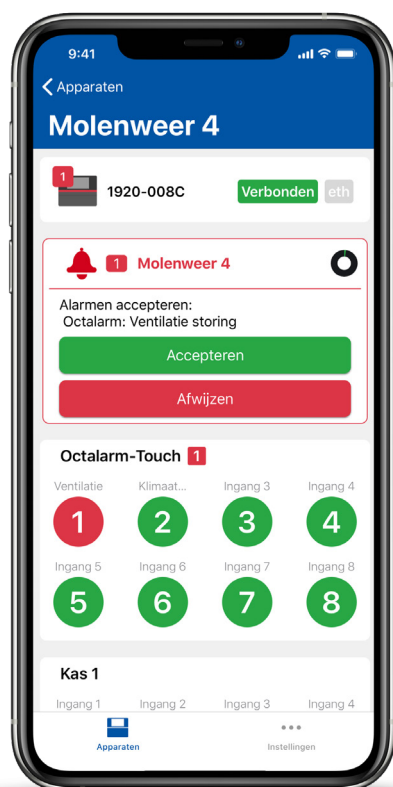 9:41
Apparaten
Molenweer 4
1
1920-008C
Verbonden
eth
1
Molenweer 4
Alarmen accepteren:
Octalarm: Ventilatie storing
Accepteren
Afwijzen
Octalarm-Touch 1
Ventilatie Klimaat... Ingang 3 Ingang 4
1 2 3 4
Ingang 5 Ingang 6 Ingang 7 Ingang 8
5 6 7 8
Kas 1
Ingang 1 Ingang 2 Ingang 3 Ingang 4
Apparaten Instellingen